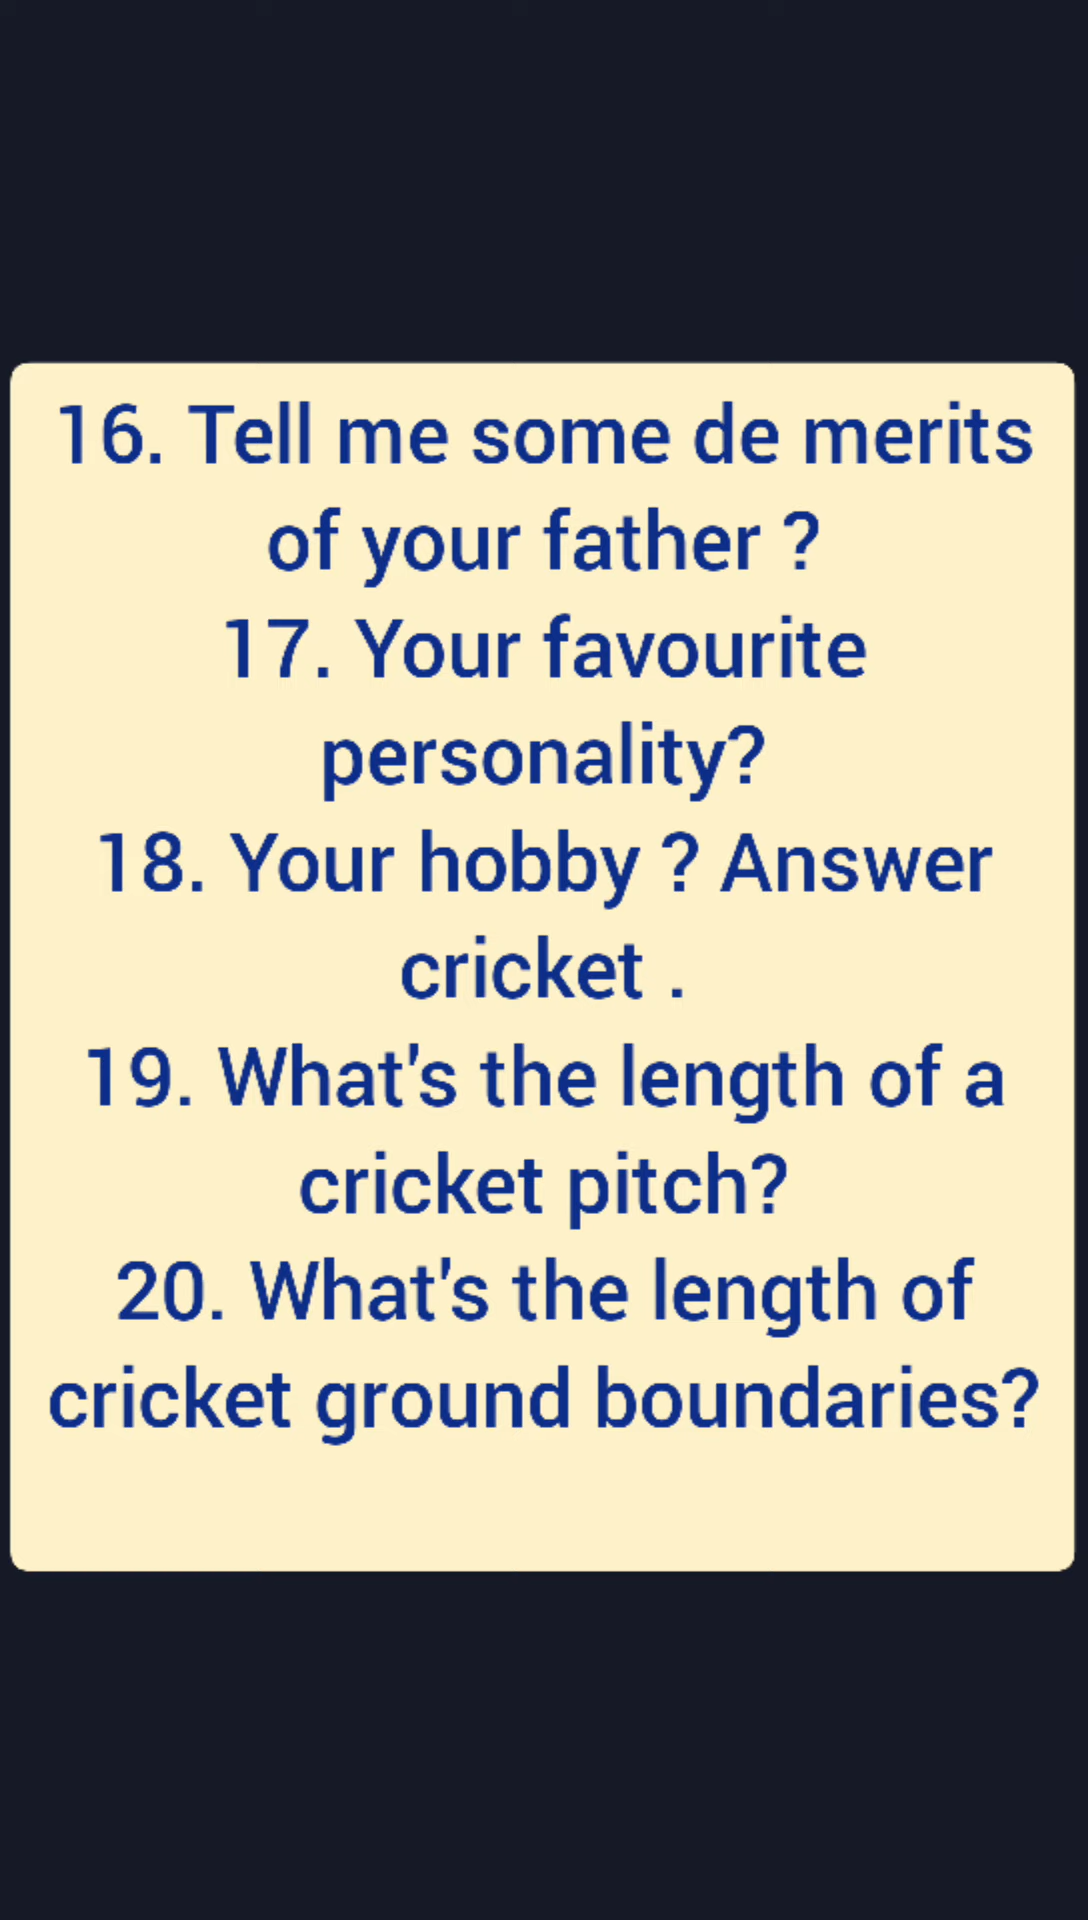 16. Tell me some de merits
of your father ?
17. Your favourite
personality?
18. Your hobby ? Answer
cricket .
19. What's the length of a
cricket pitch?
20. What's the length of
cricket ground boundaries?